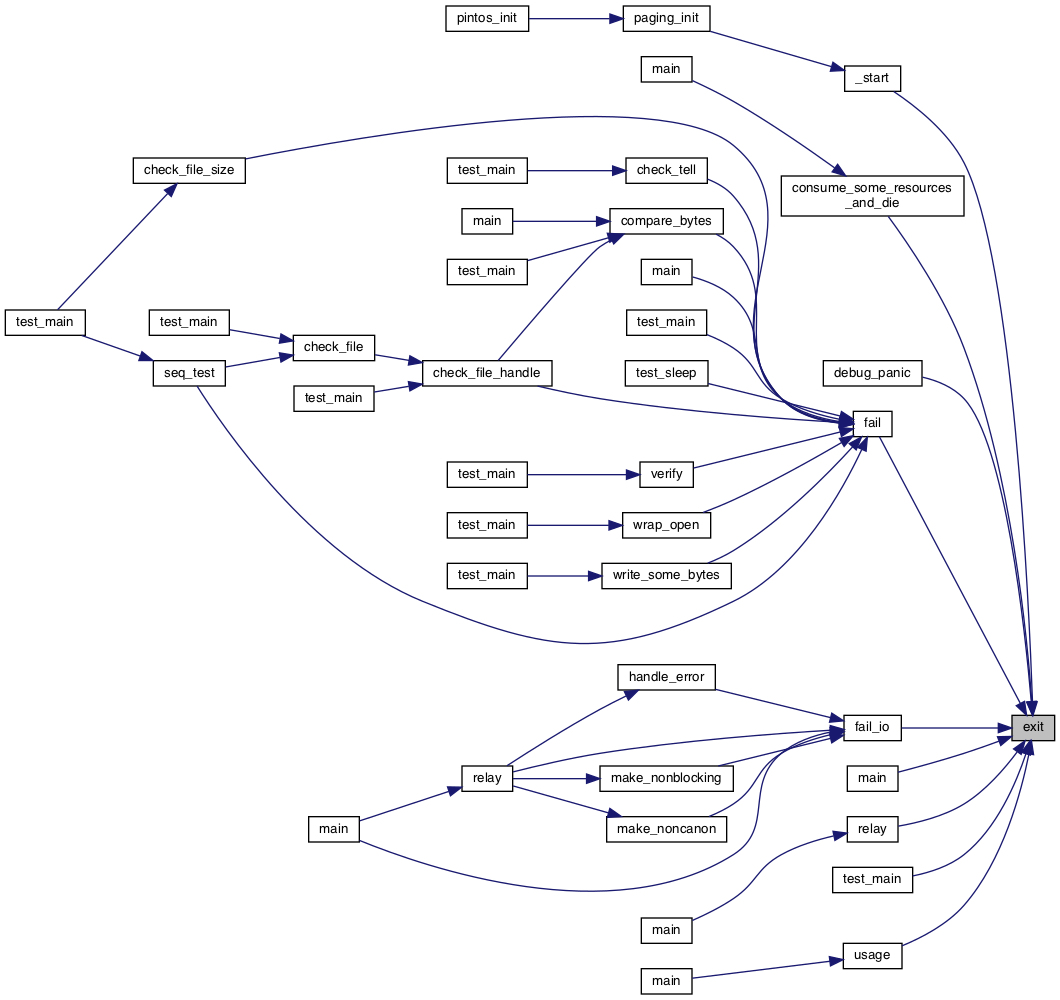 pintos_init
paging_init
main
_start
check_file_size
test_main
check_tell
consume_some_resources
_and_die
main
compare_bytes
test_main
main
test_main
test_main
test_main
check_file
seq_test
test_main
check_file_handle
test_sleep
debug_panic
fail
test_main
verify
test_main
wrap_open
test_main
write_some_bytes
handle_error
fail_io
exit
relay
make_nonblocking
main
main
make_noncanon
relay
test_main
main
usage
main